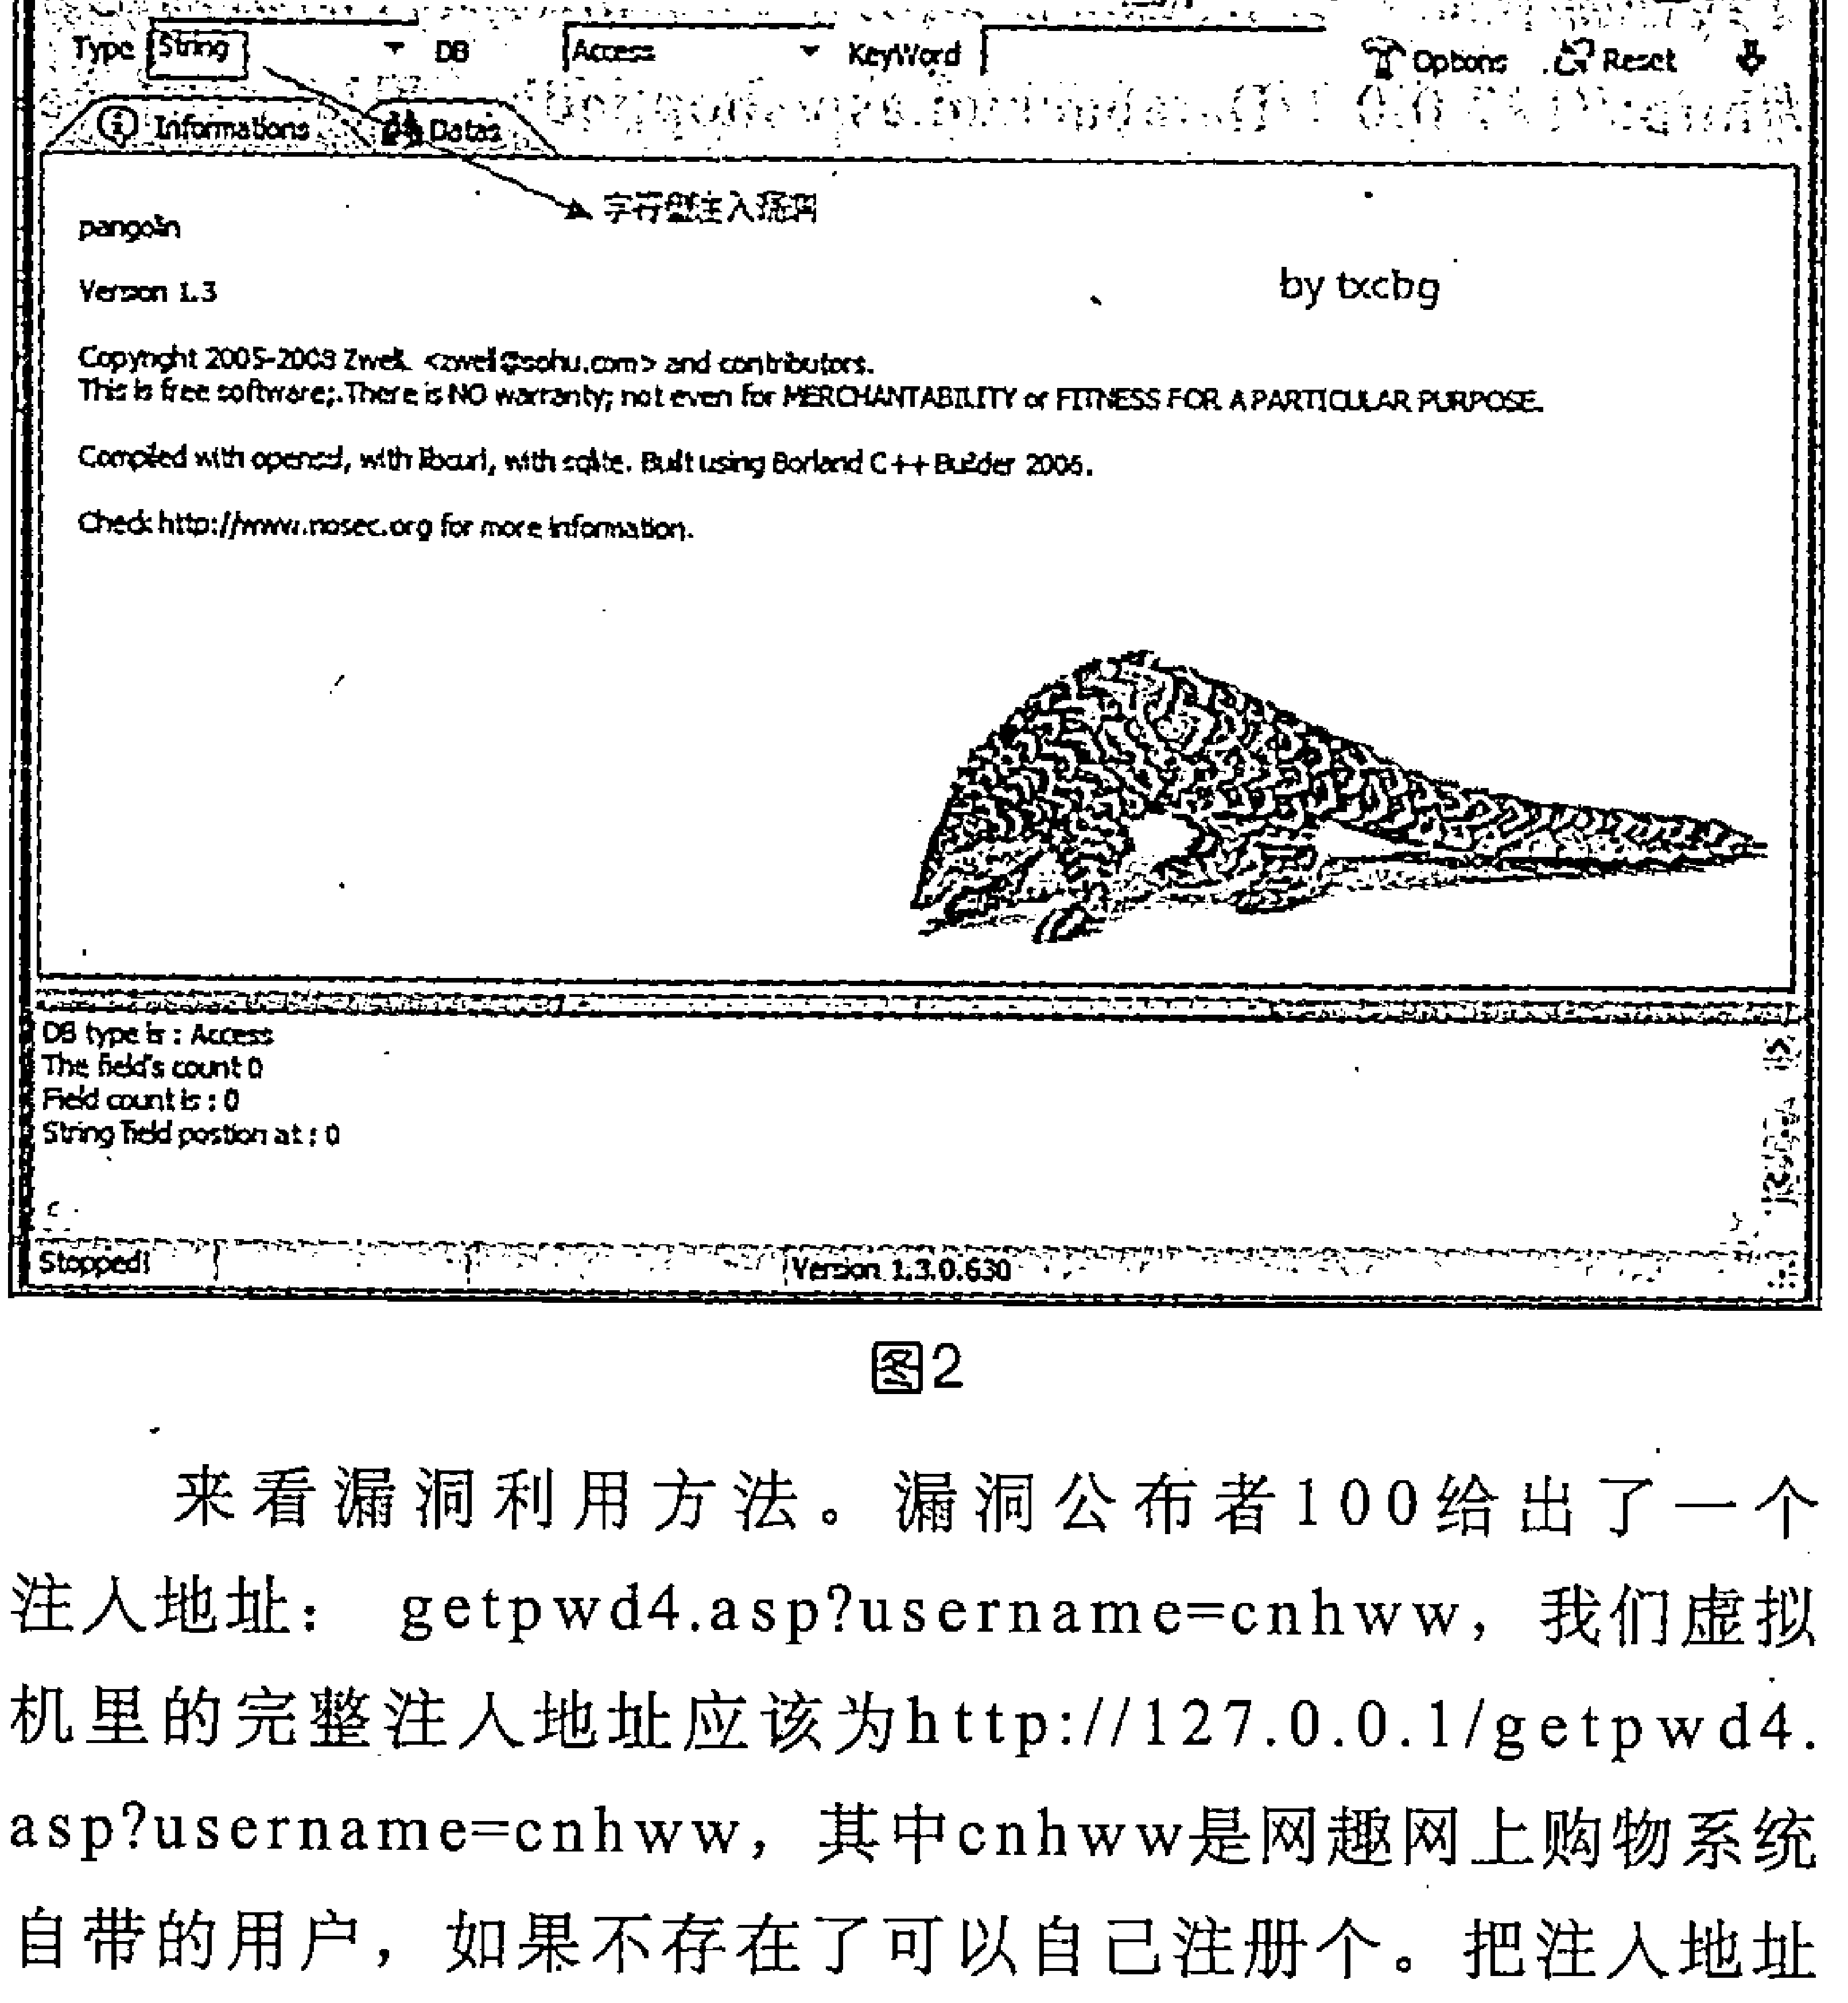 Type String DB Access KeyWord Options Reset
Informations Datas
字符型注入漏洞
pangolin
by txcbg
Version 1.3
Copyright 2005-2008 Zwell. <zwell@sohu.com> and contributors.
This is free software; There is NO warranty; not even for MERCHANTABILITY or FITNESS FOR A PARTICULAR PURPOSE.
Compiled with openssl, with libcurl, with sqlite. Built using Borland C++ Builder 2006.
Check http://www.nosec.org for more information.
DB type is : Access
The field's count 0
Field count is : 0
String field postion at : 0
Stopped! Version 1.3.0.630
图2
来看漏洞利用方法。漏洞公布者100给出了一个
注入地址： getpwd4.asp?username=cnhww，我们虚拟
机里的完整注入地址应该为http://127.0.0.1/getpwd4.
asp?username=cnhww，其中cnhww是网趣网上购物系统
自带的用户，如果不存在了可以自己注册个。把注入地址